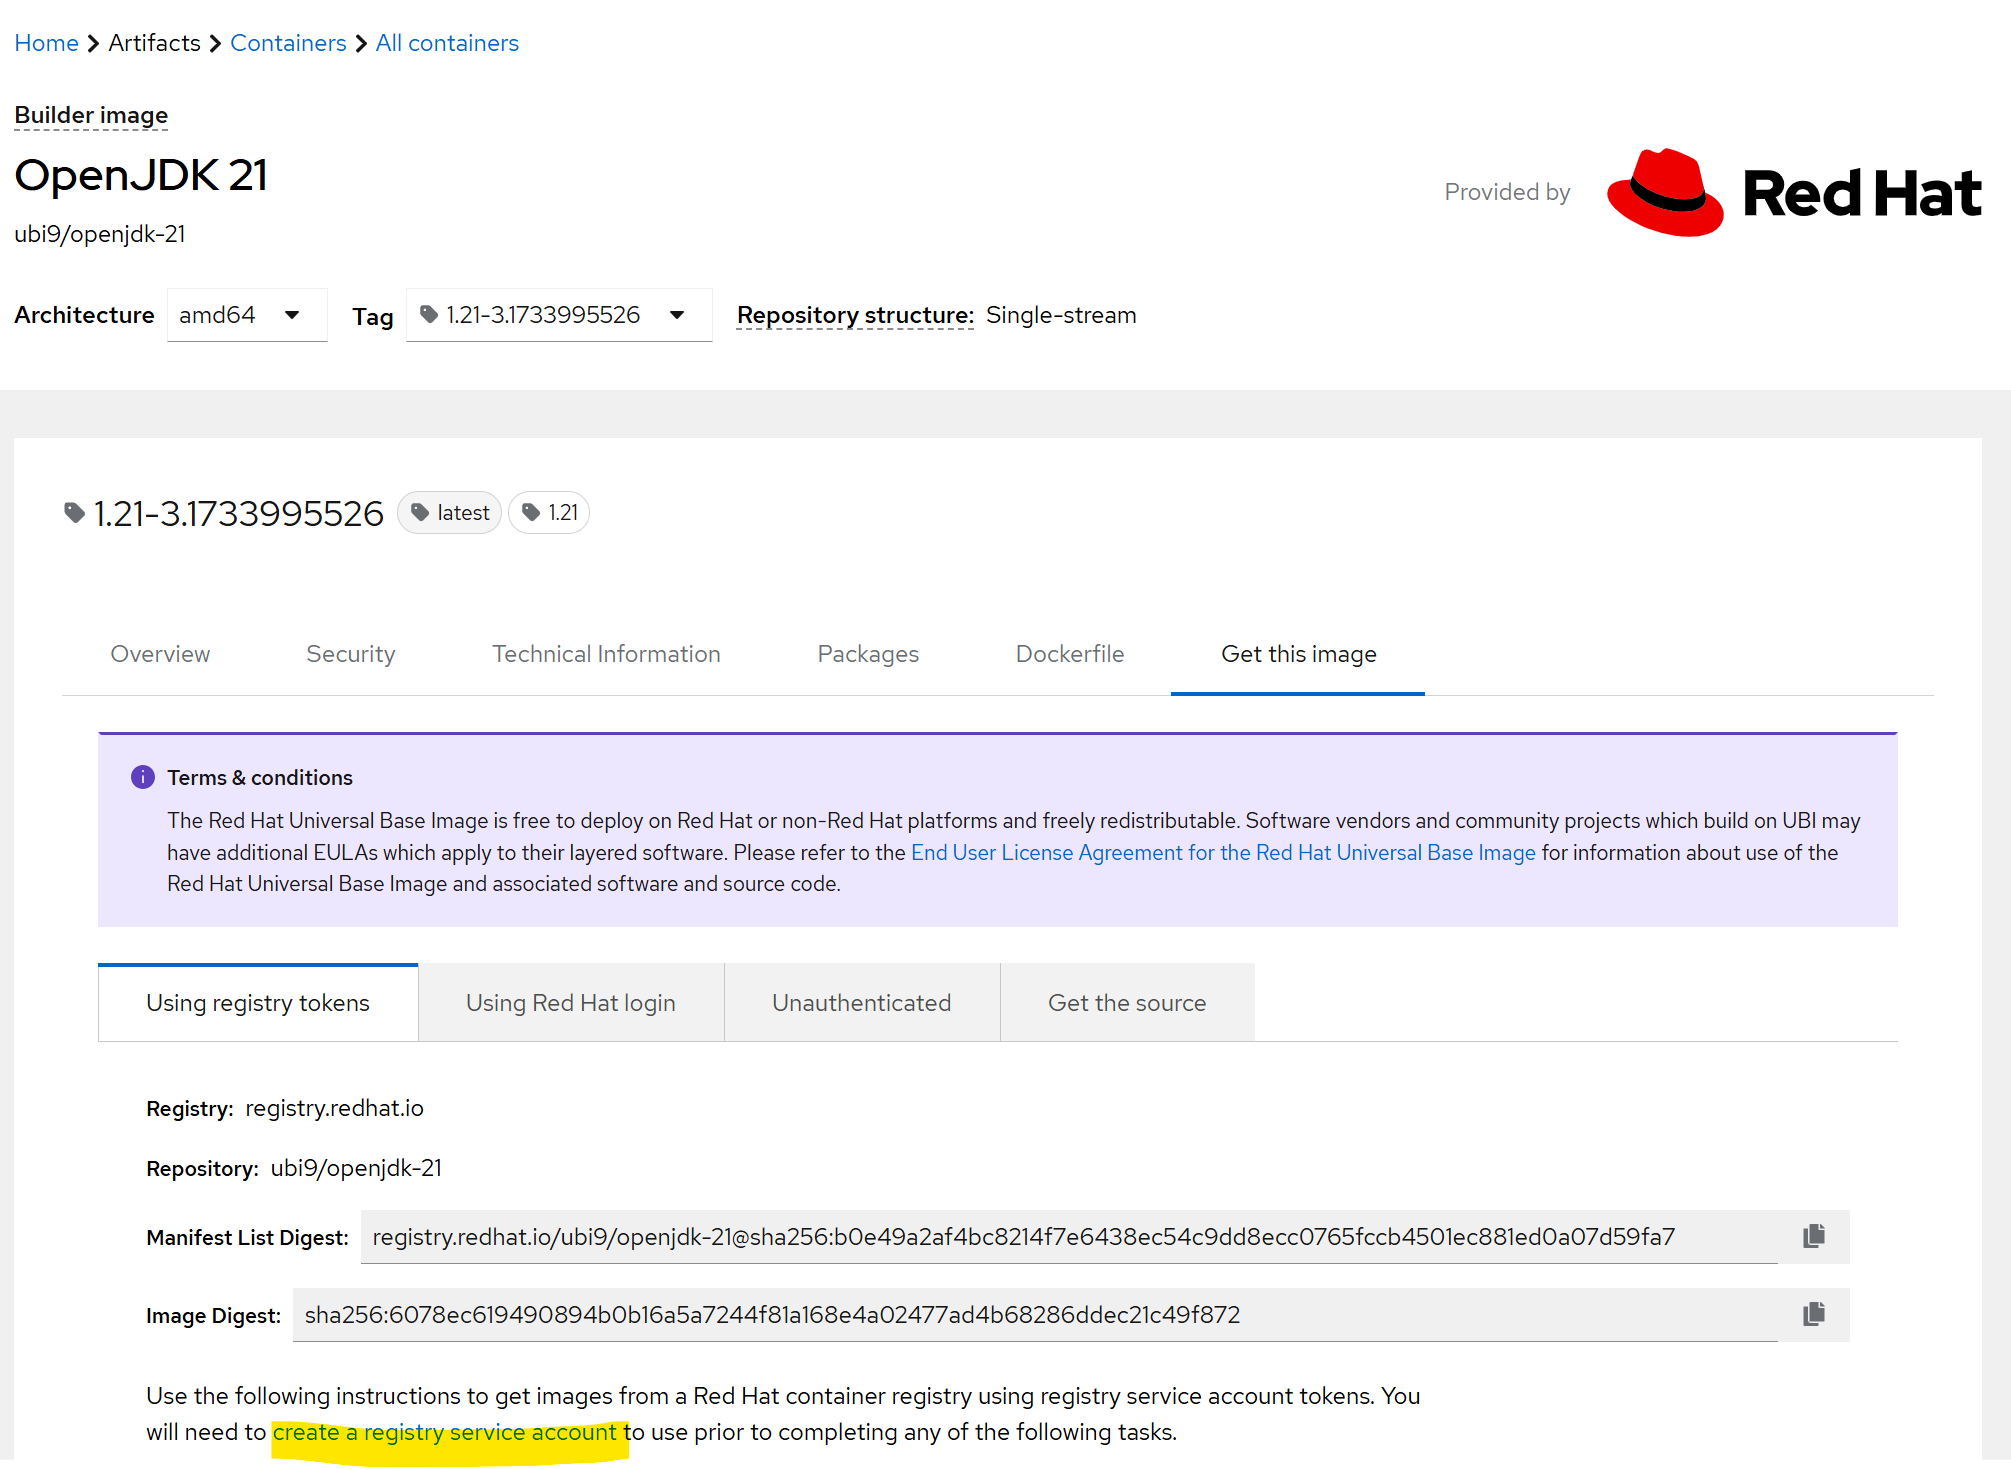 Home > Artifacts > Containers > All containers
Builder image
OpenJDK 21
ubi9/openjdk-21
Provided by Red Hat
Architecture amd64 Tag 1.21-3.1733995526 Repository structure: Single-stream
1.21-3.1733995526 latest 1.21
Overview Security Technical Information Packages Dockerfile Get this image
Terms & conditions
The Red Hat Universal Base Image is free to deploy on Red Hat or non-Red Hat platforms and freely redistributable. Software vendors and community projects which build on UBI may
have additional EULAs which apply to their layered software. Please refer to the End User License Agreement for the Red Hat Universal Base Image for information about use of the
Red Hat Universal Base Image and associated software and source code.
Using registry tokens Using Red Hat login Unauthenticated Get the source
Registry: registry.redhat.io
Repository: ubi9/openjdk-21
Manifest List Digest: registry.redhat.io/ubi9/openjdk-21@sha256:b0e49a2af4bc8214f7e6438ec54c9dd8ecc0765fccb4501ec881ed0a07d59fa7
Image Digest: sha256:6078ec619490894b0b16a5a7244f81a168e4a02477ad4b68286ddec21c49f872
Use the following instructions to get images from a Red Hat container registry using registry service account tokens. You
will need to create a registry service account to use prior to completing any of the following tasks.